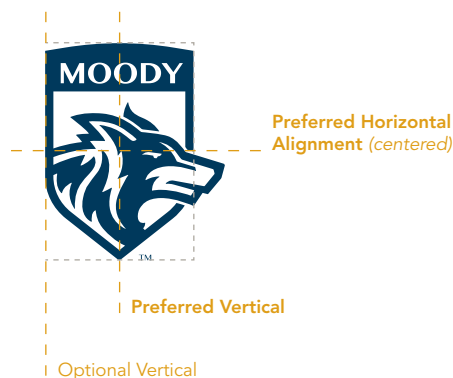 MOODY
Preferred Horizontal
Alignment (centered)
TM
Preferred Vertical
Optional Vertical